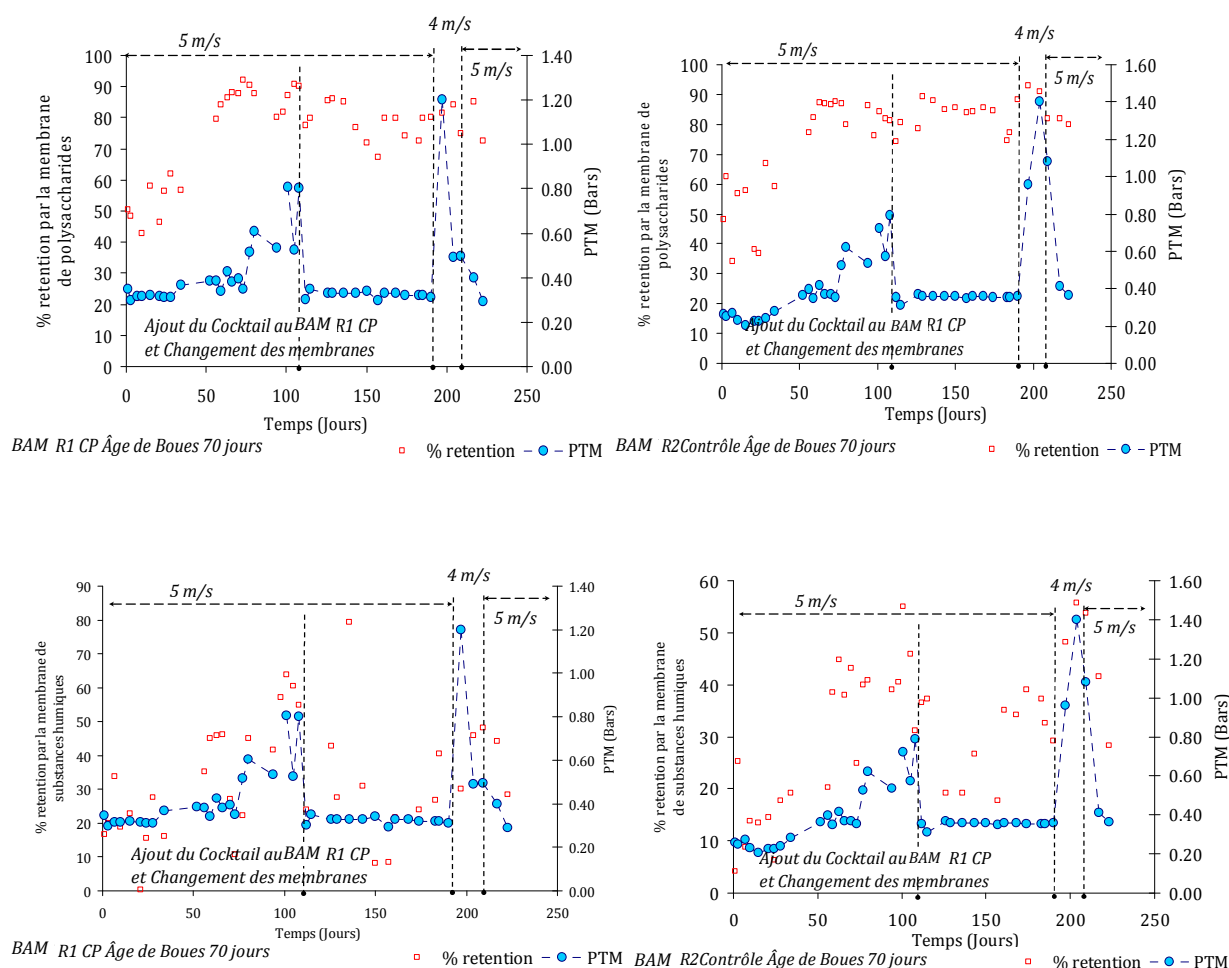 4 m/s
5 m/s
5 m/s
100
90
80
70
60
50
40
30
20
10
0
1.40
1.20
1.00
0.80
0.60
0.40
0.20
0.00
% retention par la membrane
de polysaccharides
PTM (Bars)
Ajout du Cocktail au BAM R1 CP
et Changement des membranes
0 50 100 150 200 250
Temps (Jours)
BAM R1 CP Âge de Boues 70 jours
% retention PTM
4 m/s
5 m/s
5 m/s
100
90
80
70
60
50
40
30
20
10
0
1.60
1.40
1.20
1.00
0.80
0.60
0.40
0.20
0.00
% retention par la membrane de
polysaccharides
PTM (Bars)
Ajout du Cocktail au BAM R1 CP
et Changement des membranes
0 50 100 150 200 250
Temps (Jours)
BAM R2Contrôle Âge de Boues 70 jours
% retention PTM
4 m/s
5 m/s
5 m/s
90
80
70
60
50
40
30
20
10
0
1.40
1.20
1.00
0.80
0.60
0.40
0.20
0.00
% retention par la membrane de
substances humiques
PTM (Bars)
Ajout du Cocktail au BAM R1 CP
et Changement des membranes
0 50 100 150 200 250
Temps (Jours)
BAM R1 CP Âge de Boues 70 jours
% retention PTM
4 m/s
5 m/s
5 m/s
60
50
40
30
20
10
0
1.60
1.40
1.20
1.00
0.80
0.60
0.40
0.20
0.00
% retention par la membrane
de substances humiques
PTM (Bars)
Ajout du Cocktail au BAM R1 CP
et Changement des membranes
0 50 100 150 200 250
Temps (Jours)
BAM R2Contrôle Âge de Boues 70 jours
% retention PTM